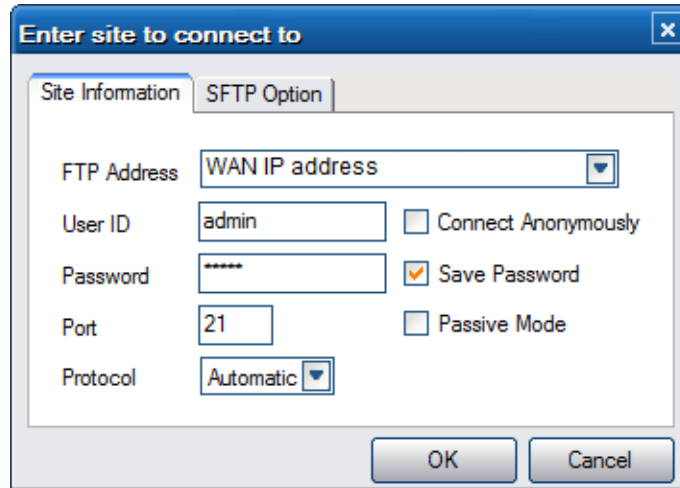 Enter site to connect to
Site Information SFTP Option
FTP Address WAN IP address
User ID admin Connect Anonymously
Password ***** Save Password
Port 21 Passive Mode
Protocol Automatic
OK Cancel